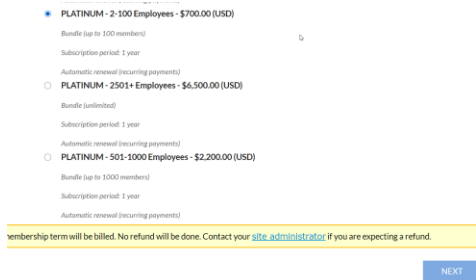 PLATINUM - 2-100 Employees - $700.00 (USD)
Bundle (up to 100 members)
Subscription period: 1 year
Automatic renewal (recurring payments)
PLATINUM - 2501+ Employees - $6,500.00 (USD)
Bundle (unlimited)
Subscription period: 1 year
Automatic renewal (recurring payments)
PLATINUM - 501-1000 Employees - $2,200.00 (USD)
Bundle (up to 1000 members)
Subscription period: 1 year
Automatic renewal (recurring payments)
membership term will be billed. No refund will be done. Contact your site administrator if you are expecting a refund.
NEXT